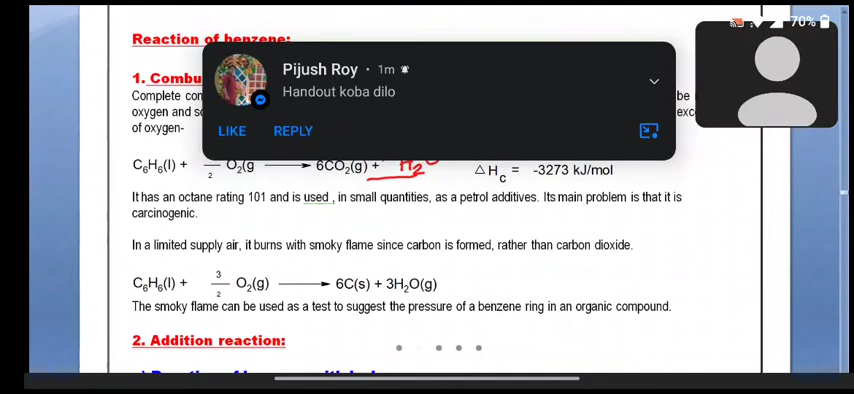 70%
Reaction of benzene:
Pijush Roy • 1m
Handout koba dilo
LIKE REPLY
1. Combu
Complete con be
oxygen and so exce
of oxygen-
C₆H₆(l) + /2 O₂(g ⟶ 6CO₂(g) + H₂O △H꜀ = -3273 kJ/mol
It has an octane rating 101 and is used , in small quantities, as a petrol additives. Its main problem is that it is
carcinogenic.
In a limited supply air, it burns with smoky flame since carbon is formed, rather than carbon dioxide.
C₆H₆(l) + 3/2 O₂(g) ⟶ 6C(s) + 3H₂O(g)
The smoky flame can be used as a test to suggest the pressure of a benzene ring in an organic compound.
2. Addition reaction: